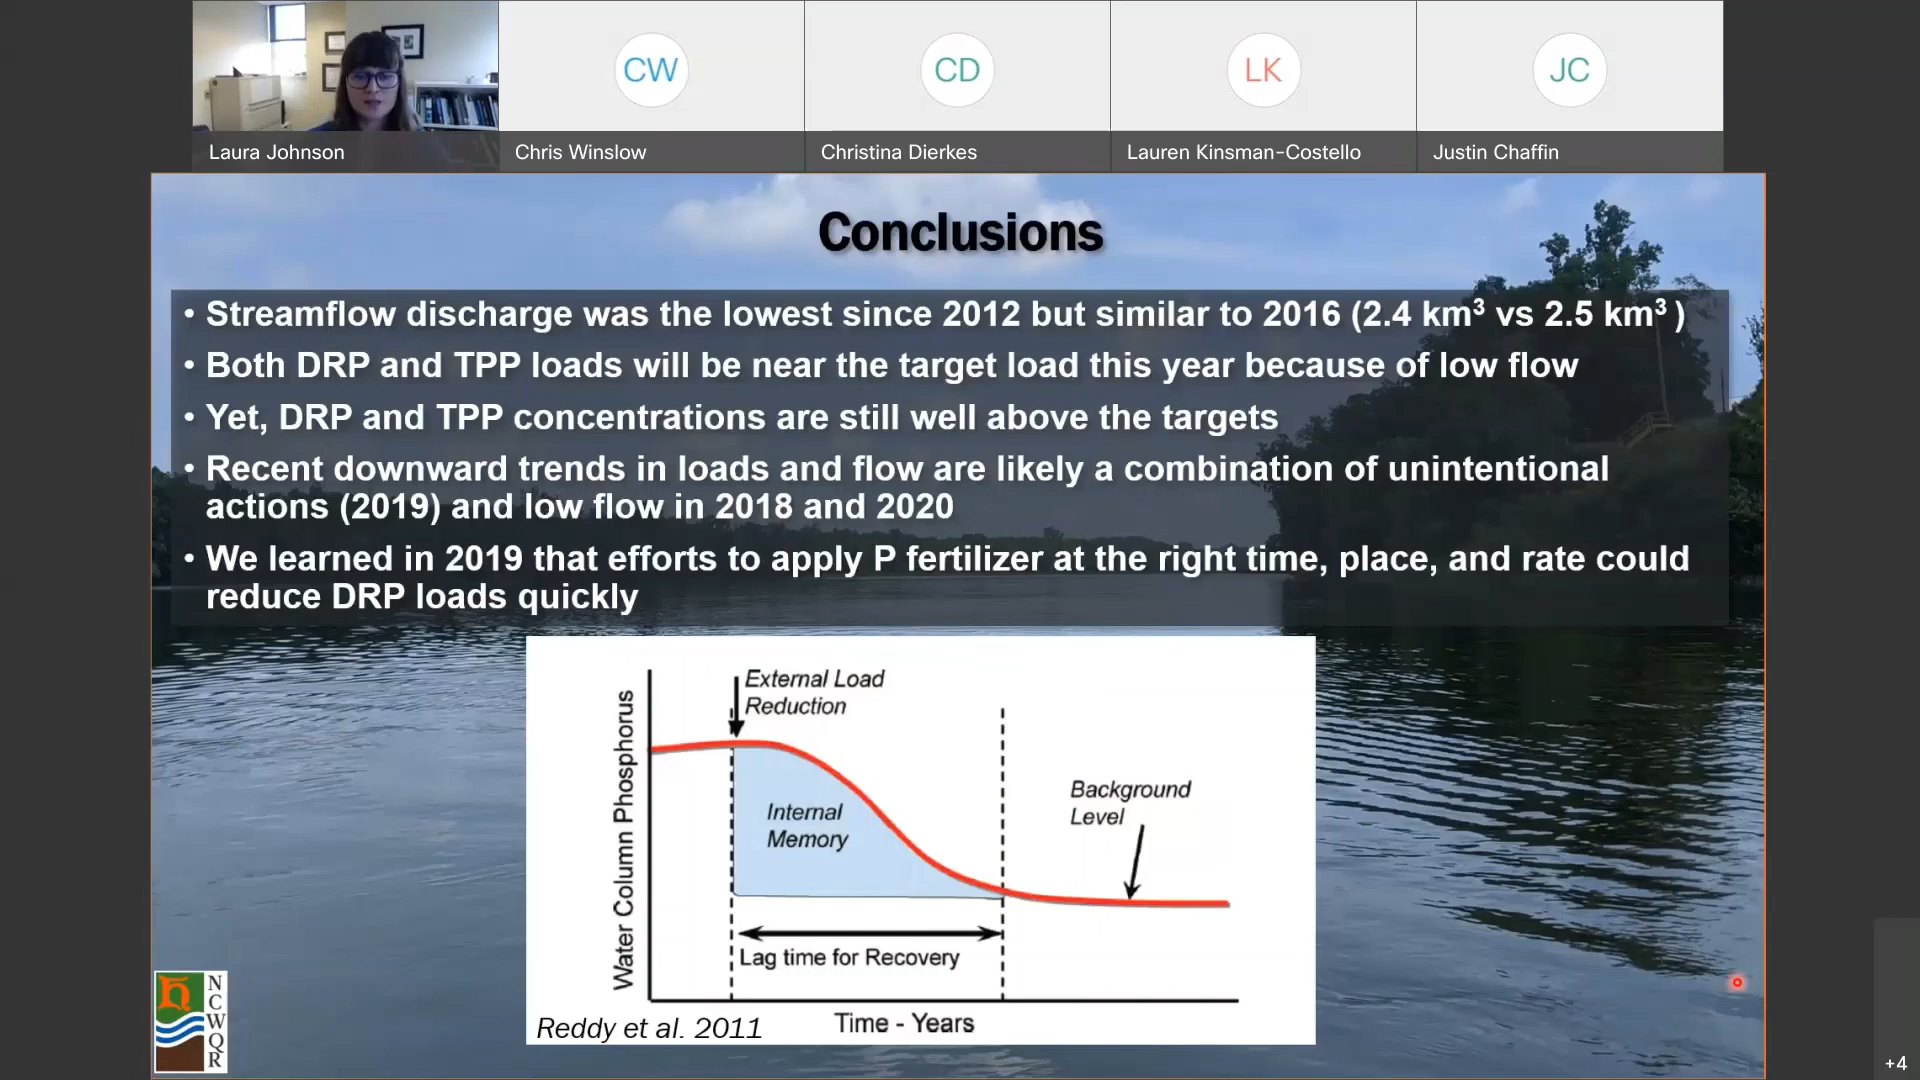 CW
CD
LK
JC
Laura Johnson
Chris Winslow
Christina Dierkes
Lauren Kinsman-Costello
Justin Chaffin
Conclusions
• Streamflow discharge was the lowest since 2012 but similar to 2016 (2.4 km³ vs 2.5 km³ )
• Both DRP and TPP loads will be near the target load this year because of low flow
• Yet, DRP and TPP concentrations are still well above the targets
• Recent downward trends in loads and flow are likely a combination of unintentional
actions (2019) and low flow in 2018 and 2020
• We learned in 2019 that efforts to apply P fertilizer at the right time, place, and rate could
reduce DRP loads quickly
External Load
Reduction
Water Column Phosphorus
Internal
Memory
Background
Level
Lag time for Recovery
Time - Years
Reddy et al. 2011
NCWQR
+4